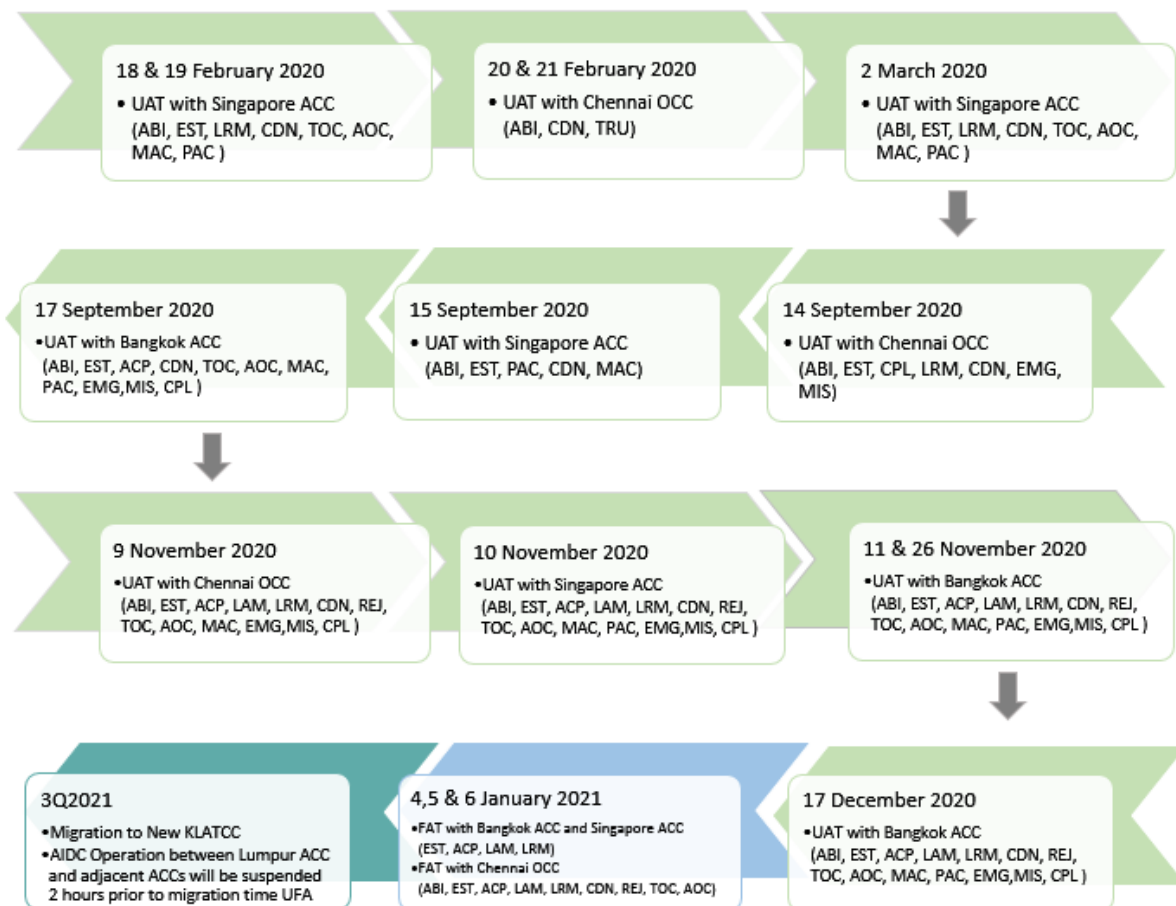 18 & 19 February 2020
• UAT with Singapore ACC
(ABI, EST, LRM, CDN, TOC, AOC,
MAC, PAC )
20 & 21 February 2020
• UAT with Chennai OCC
(ABI, CDN, TRU)
2 March 2020
• UAT with Singapore ACC
(ABI, EST, LRM, CDN, TOC, AOC,
MAC, PAC )
14 September 2020
• UAT with Chennai OCC
(ABI, EST, CPL, LRM, CDN, EMG,
MIS)
15 September 2020
• UAT with Singapore ACC
(ABI, EST, PAC, CDN, MAC)
17 September 2020
•UAT with Bangkok ACC
(ABI, EST, ACP, CDN, TOC, AOC, MAC,
PAC, EMG,MIS, CPL )
9 November 2020
•UAT with Chennai OCC
(ABI, EST, ACP, LAM, LRM, CDN, REJ,
TOC, AOC, MAC, EMG,MIS, CPL )
10 November 2020
•UAT with Singapore ACC
(ABI, EST, ACP, LAM, LRM, CDN, REJ,
TOC, AOC, MAC, PAC, EMG,MIS, CPL )
11 & 26 November 2020
•UAT with Bangkok ACC
(ABI, EST, ACP, LAM, LRM, CDN, REJ,
TOC, AOC, MAC, PAC, EMG,MIS, CPL )
17 December 2020
•UAT with Bangkok ACC
(ABI, EST, ACP, LAM, LRM, CDN, REJ,
TOC, AOC, MAC, PAC, EMG,MIS, CPL )
4,5 & 6 January 2021
•FAT with Bangkok ACC and Singapore ACC
(EST, ACP, LAM, LRM)
•FAT with Chennai OCC
(ABI, EST, ACP, LAM, LRM, CDN, REJ, TOC, AOC)
3Q2021
•Migration to New KLATCC
•AIDC Operation between Lumpur ACC
and adjacent ACCs will be suspended
2 hours prior to migration time UFA